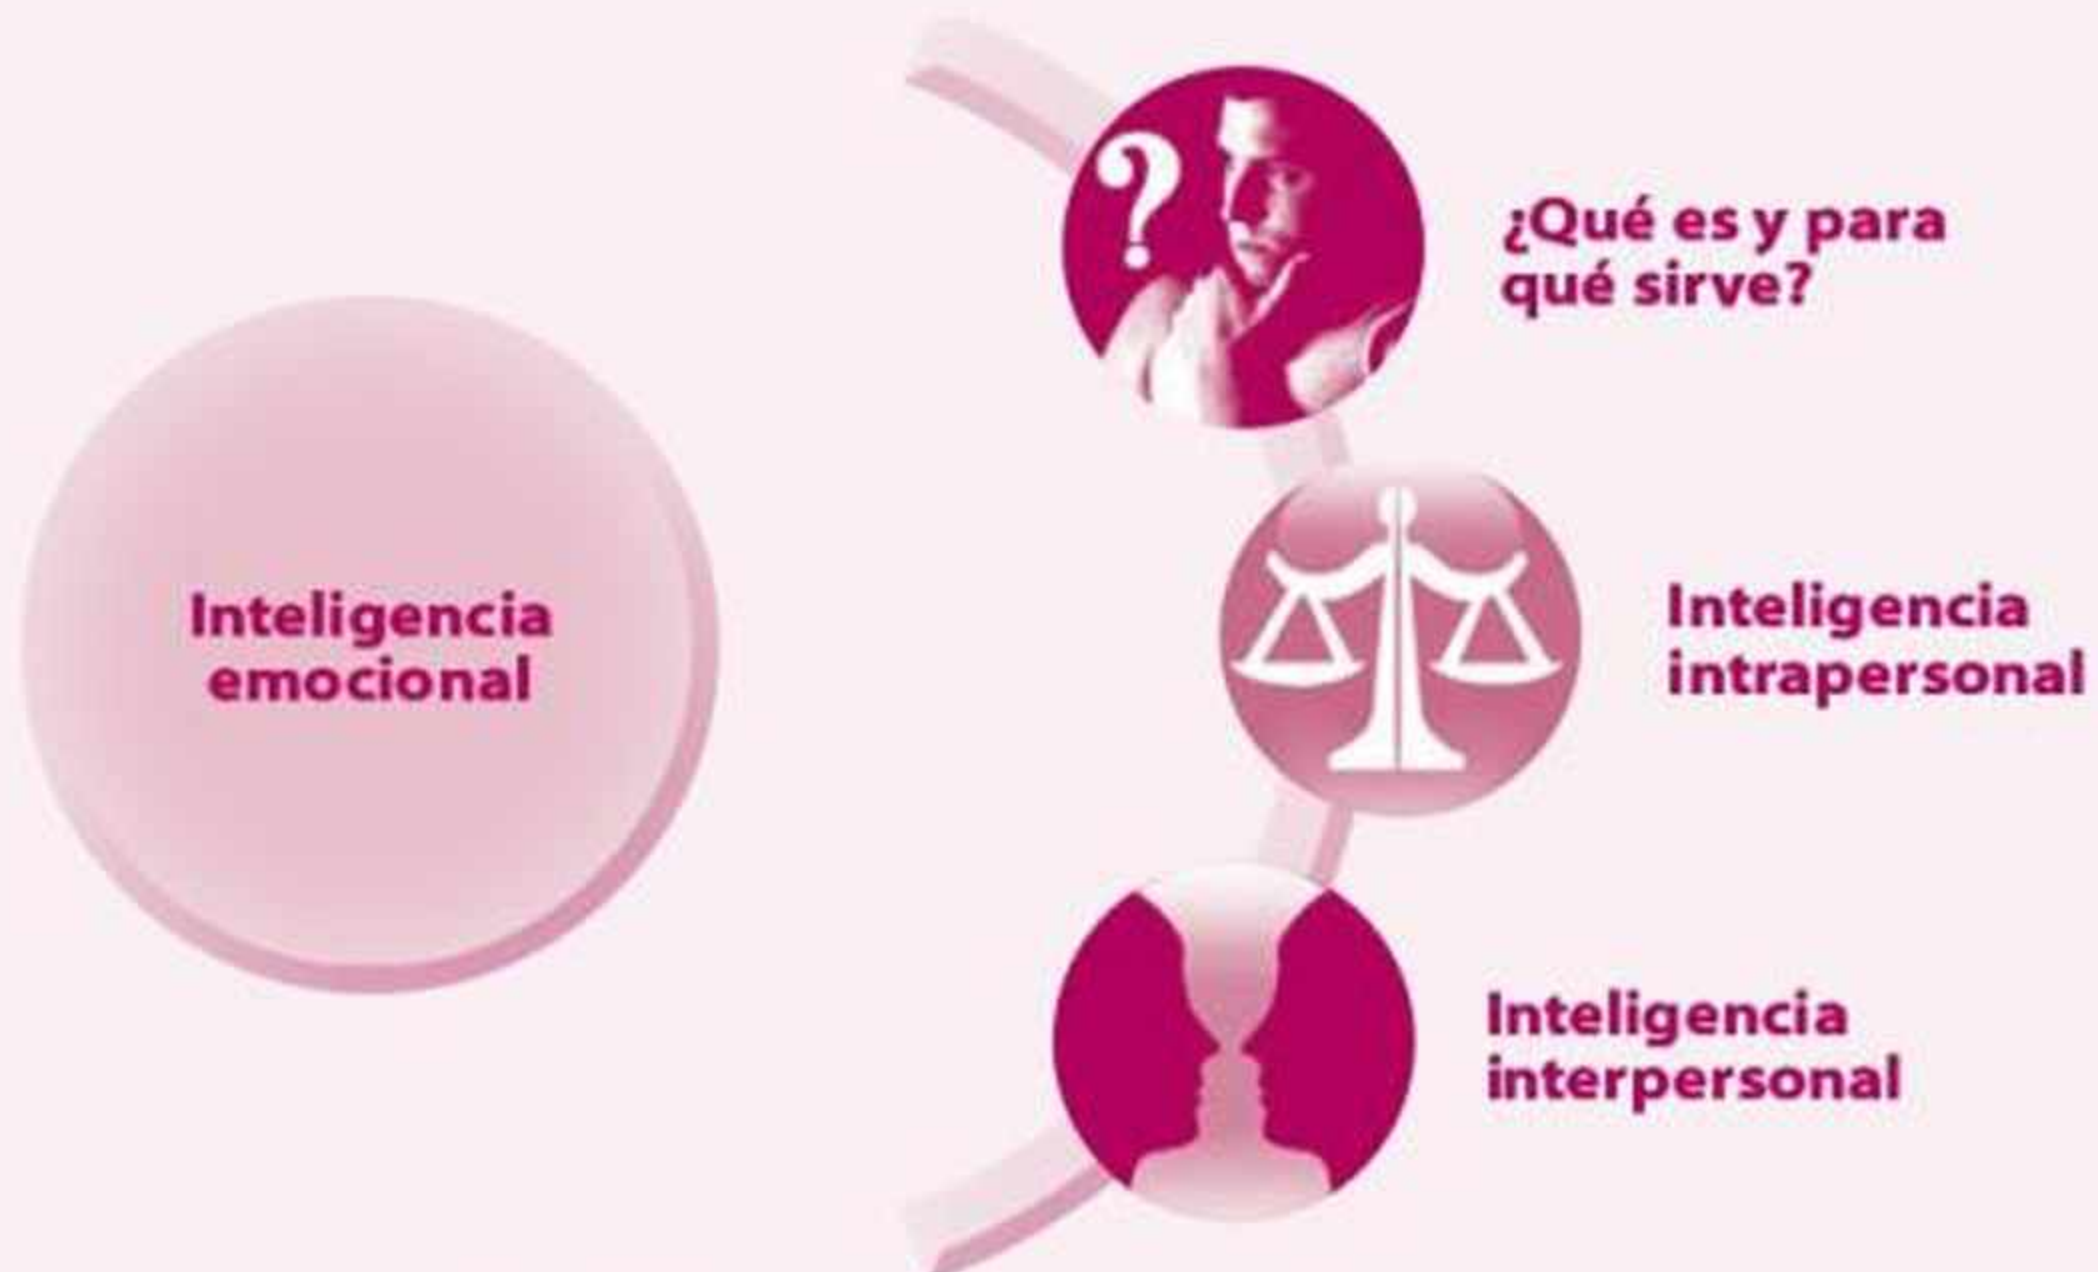 Inteligencia
emocional
?
¿Qué es y para
qué sirve?
Inteligencia
intrapersonal
Inteligencia
interpersonal